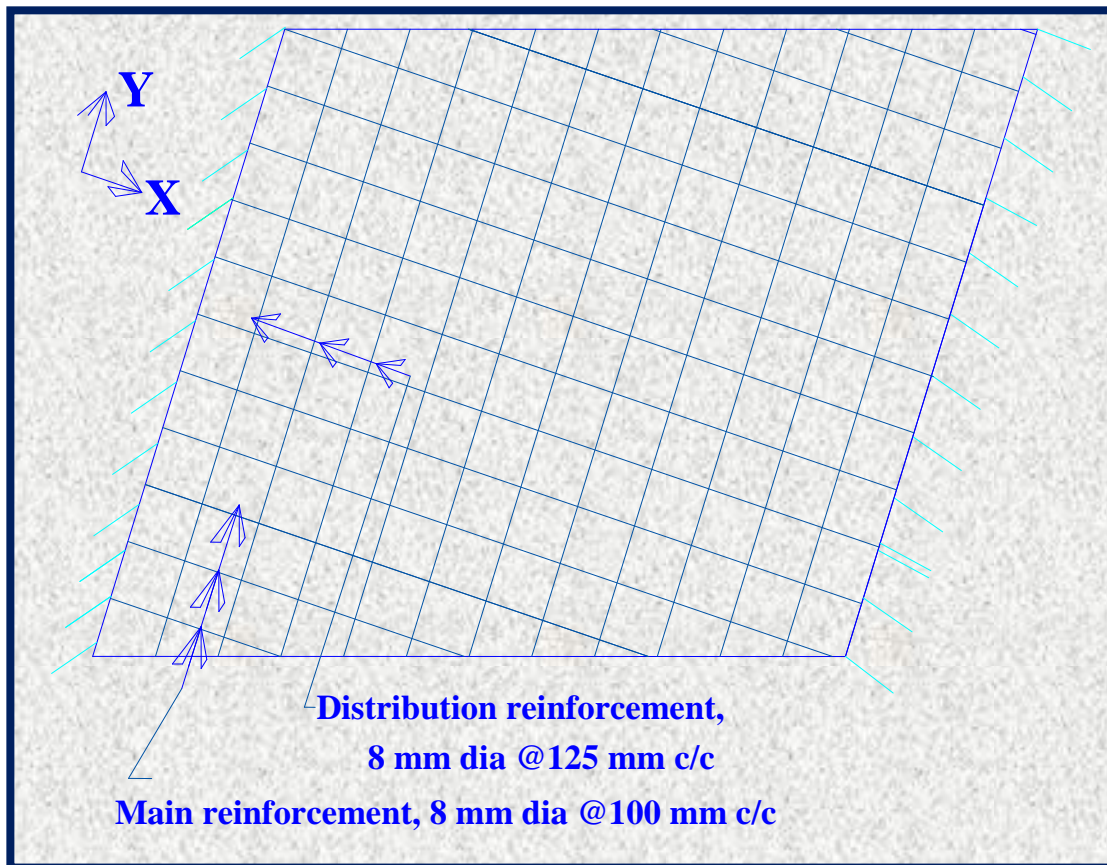 Y
X
Distribution reinforcement,
8 mm dia @125 mm c/c
Main reinforcement, 8 mm dia @100 mm c/c